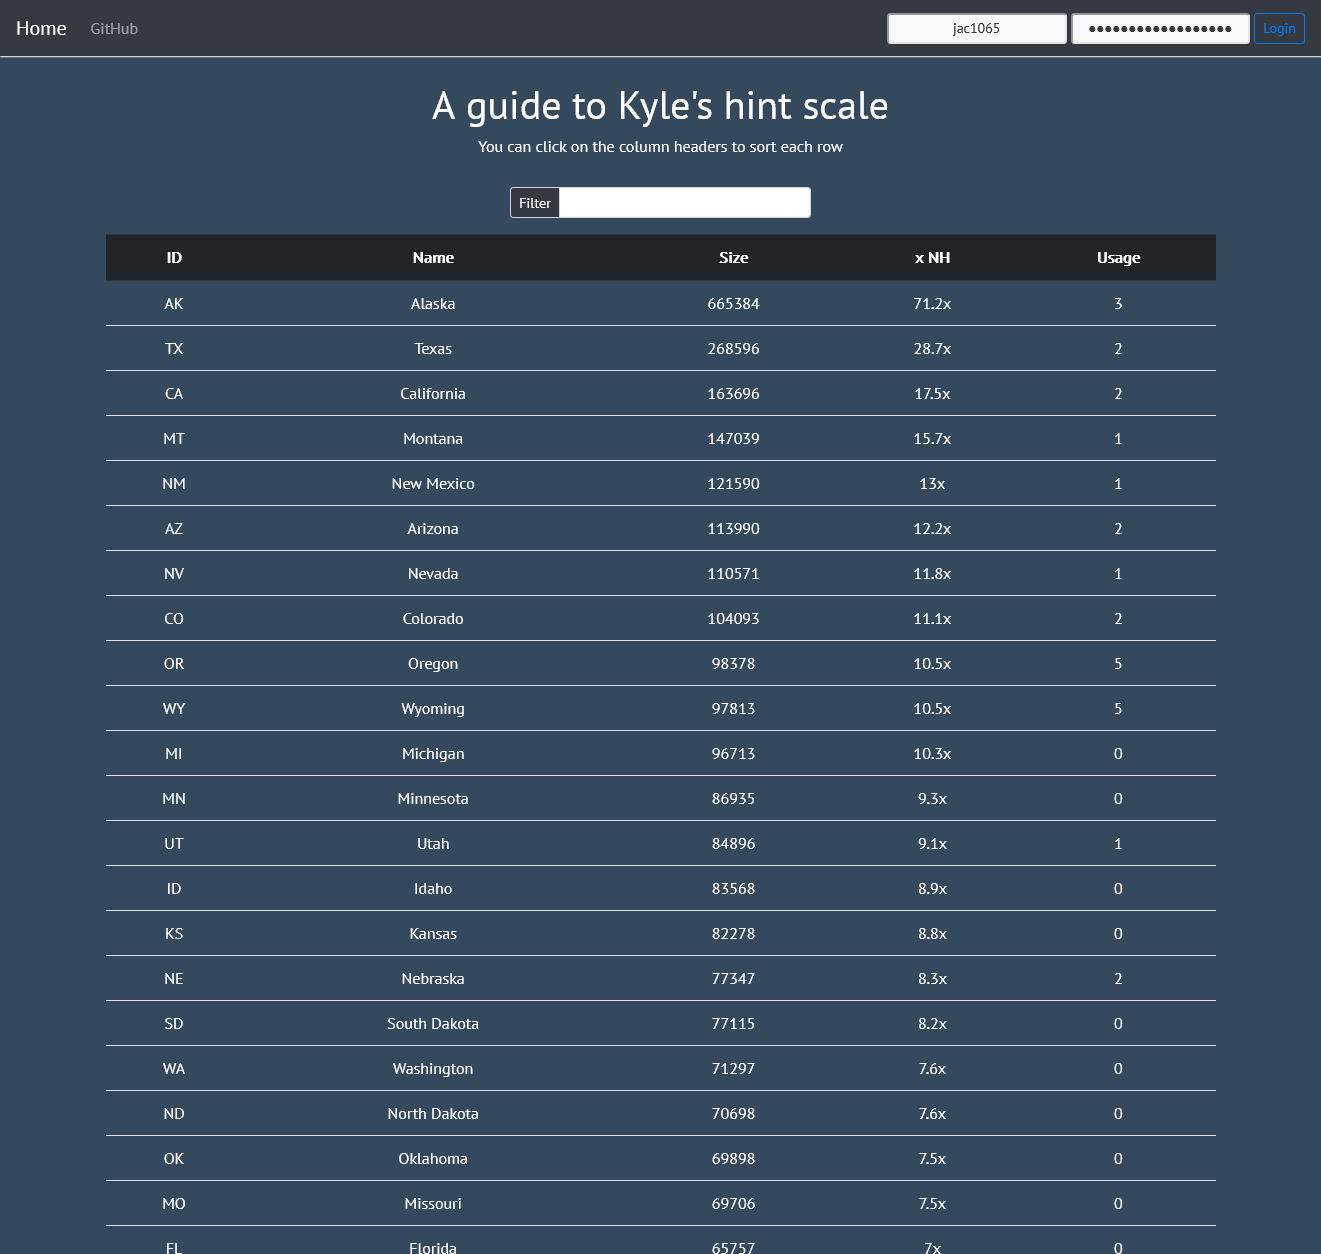 Home GitHub jac1065 •••••••••••••••••• Login
A guide to Kyle's hint scale
You can click on the column headers to sort each row
Filter
ID Name Size x NH Usage
AK Alaska 665384 71.2x 3
TX Texas 268596 28.7x 2
CA California 163696 17.5x 2
MT Montana 147039 15.7x 1
NM New Mexico 121590 13x 1
AZ Arizona 113990 12.2x 2
NV Nevada 110571 11.8x 1
CO Colorado 104093 11.1x 2
OR Oregon 98378 10.5x 5
WY Wyoming 97813 10.5x 5
MI Michigan 96713 10.3x 0
MN Minnesota 86935 9.3x 0
UT Utah 84896 9.1x 1
ID Idaho 83568 8.9x 0
KS Kansas 82278 8.8x 0
NE Nebraska 77347 8.3x 2
SD South Dakota 77115 8.2x 0
WA Washington 71297 7.6x 0
ND North Dakota 70698 7.6x 0
OK Oklahoma 69898 7.5x 0
MO Missouri 69706 7.5x 0
FL Florida 65757 7x 0